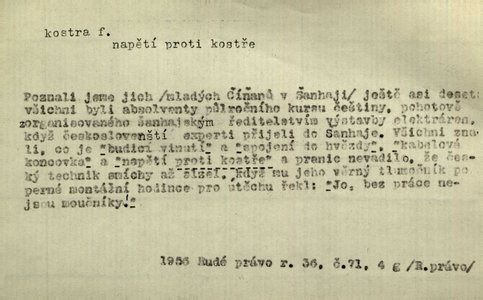 kostra f.
napětí proti kostře
Poznali jsme jich /mladých Číňanů v Šanhaji/ ještě asi deset:
všichni byli absolventy půlročního kursu češtiny, pohotově
zorganisovaného šanhajským ředitelstvím výstavby elektráren,
když českoslovenští experti přijeli do Šanhaje. Všichni zna-
li, co je "budicí vinutí" a "spojení do hvězdy", "kabelová
koncovka" a "napětí proti kostře" a pranic nevadilo, že čes-
ký technik smíchy až čišel, když mu jeho věrný tlumočník po
perné montážní hodince pro útěchu řekl: "Jo, bez práce ne-
jsou moučníky!"
1956 Rudé právo r. 36, č.71, 4 g /R.právo/